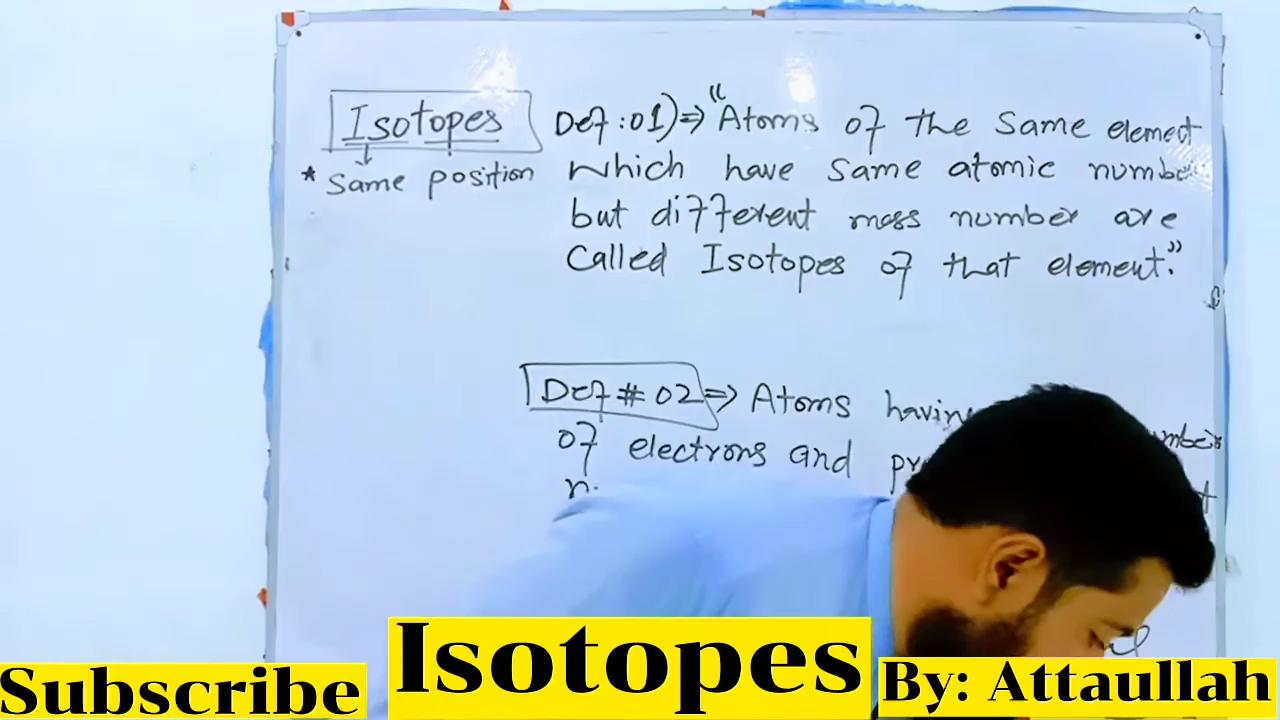 Isotopes
* Same position
Def :01)⇒ "Atoms of the same element
which have same atomic number
but different mass number are
Called Isotopes of that element."
Def # 02 ⇒ Atoms having
of electrons and
Subscribe
Isotopes
By: Attaullah